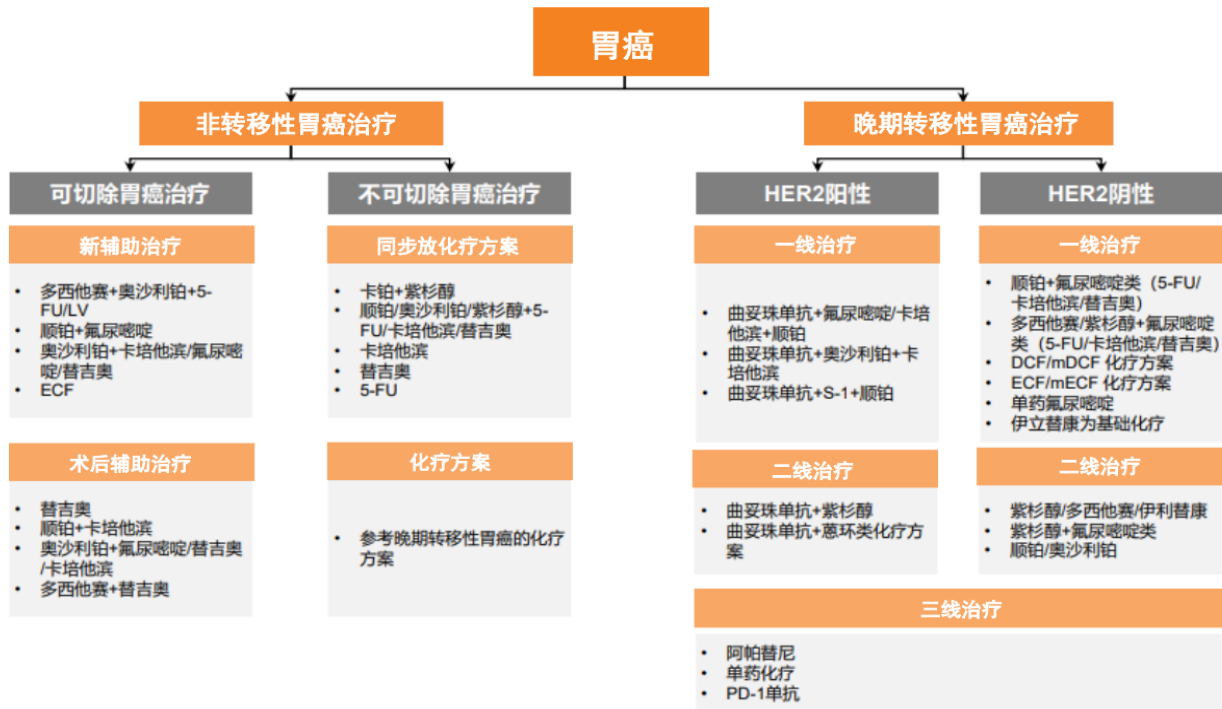 胃癌
非转移性胃癌治疗
晚期转移性胃癌治疗
可切除胃癌治疗
不可切除胃癌治疗
HER2阳性
HER2阴性
新辅助治疗
• 多西他赛+奥沙利铂+5-
FU/LV
• 顺铂+氟尿嘧啶
• 奥沙利铂+卡培他滨/氟尿嘧
啶/替吉奥
• ECF
术后辅助治疗
• 替吉奥
• 顺铂+卡培他滨
• 奥沙利铂+氟尿嘧啶/替吉奥
/卡培他滨
• 多西他赛+替吉奥
同步放化疗方案
• 卡铂+紫杉醇
• 顺铂/奥沙利铂/紫杉醇+5-
FU/卡培他滨/替吉奥
• 卡培他滨
• 替吉奥
• 5-FU
化疗方案
• 参考晚期转移性胃癌的化疗
方案
一线治疗
• 曲妥珠单抗+氟尿嘧啶/卡培
他滨+顺铂
• 曲妥珠单抗+奥沙利铂+卡
培他滨
• 曲妥珠单抗+S-1+顺铂
二线治疗
• 曲妥珠单抗+紫杉醇
• 曲妥珠单抗+蒽环类化疗方
案
一线治疗
• 顺铂+氟尿嘧啶类（5-FU/
卡培他滨/替吉奥）
• 多西他赛/紫杉醇+氟尿嘧啶
类（5-FU/卡培他滨/替吉奥）
• DCF/mDCF 化疗方案
• ECF/mECF 化疗方案
• 单药氟尿嘧啶
• 伊立替康为基础化疗
二线治疗
• 紫杉醇/多西他赛/伊利替康
• 紫杉醇+氟尿嘧啶类
• 顺铂/奥沙利铂
三线治疗
• 阿帕替尼
• 单药化疗
• PD-1单抗